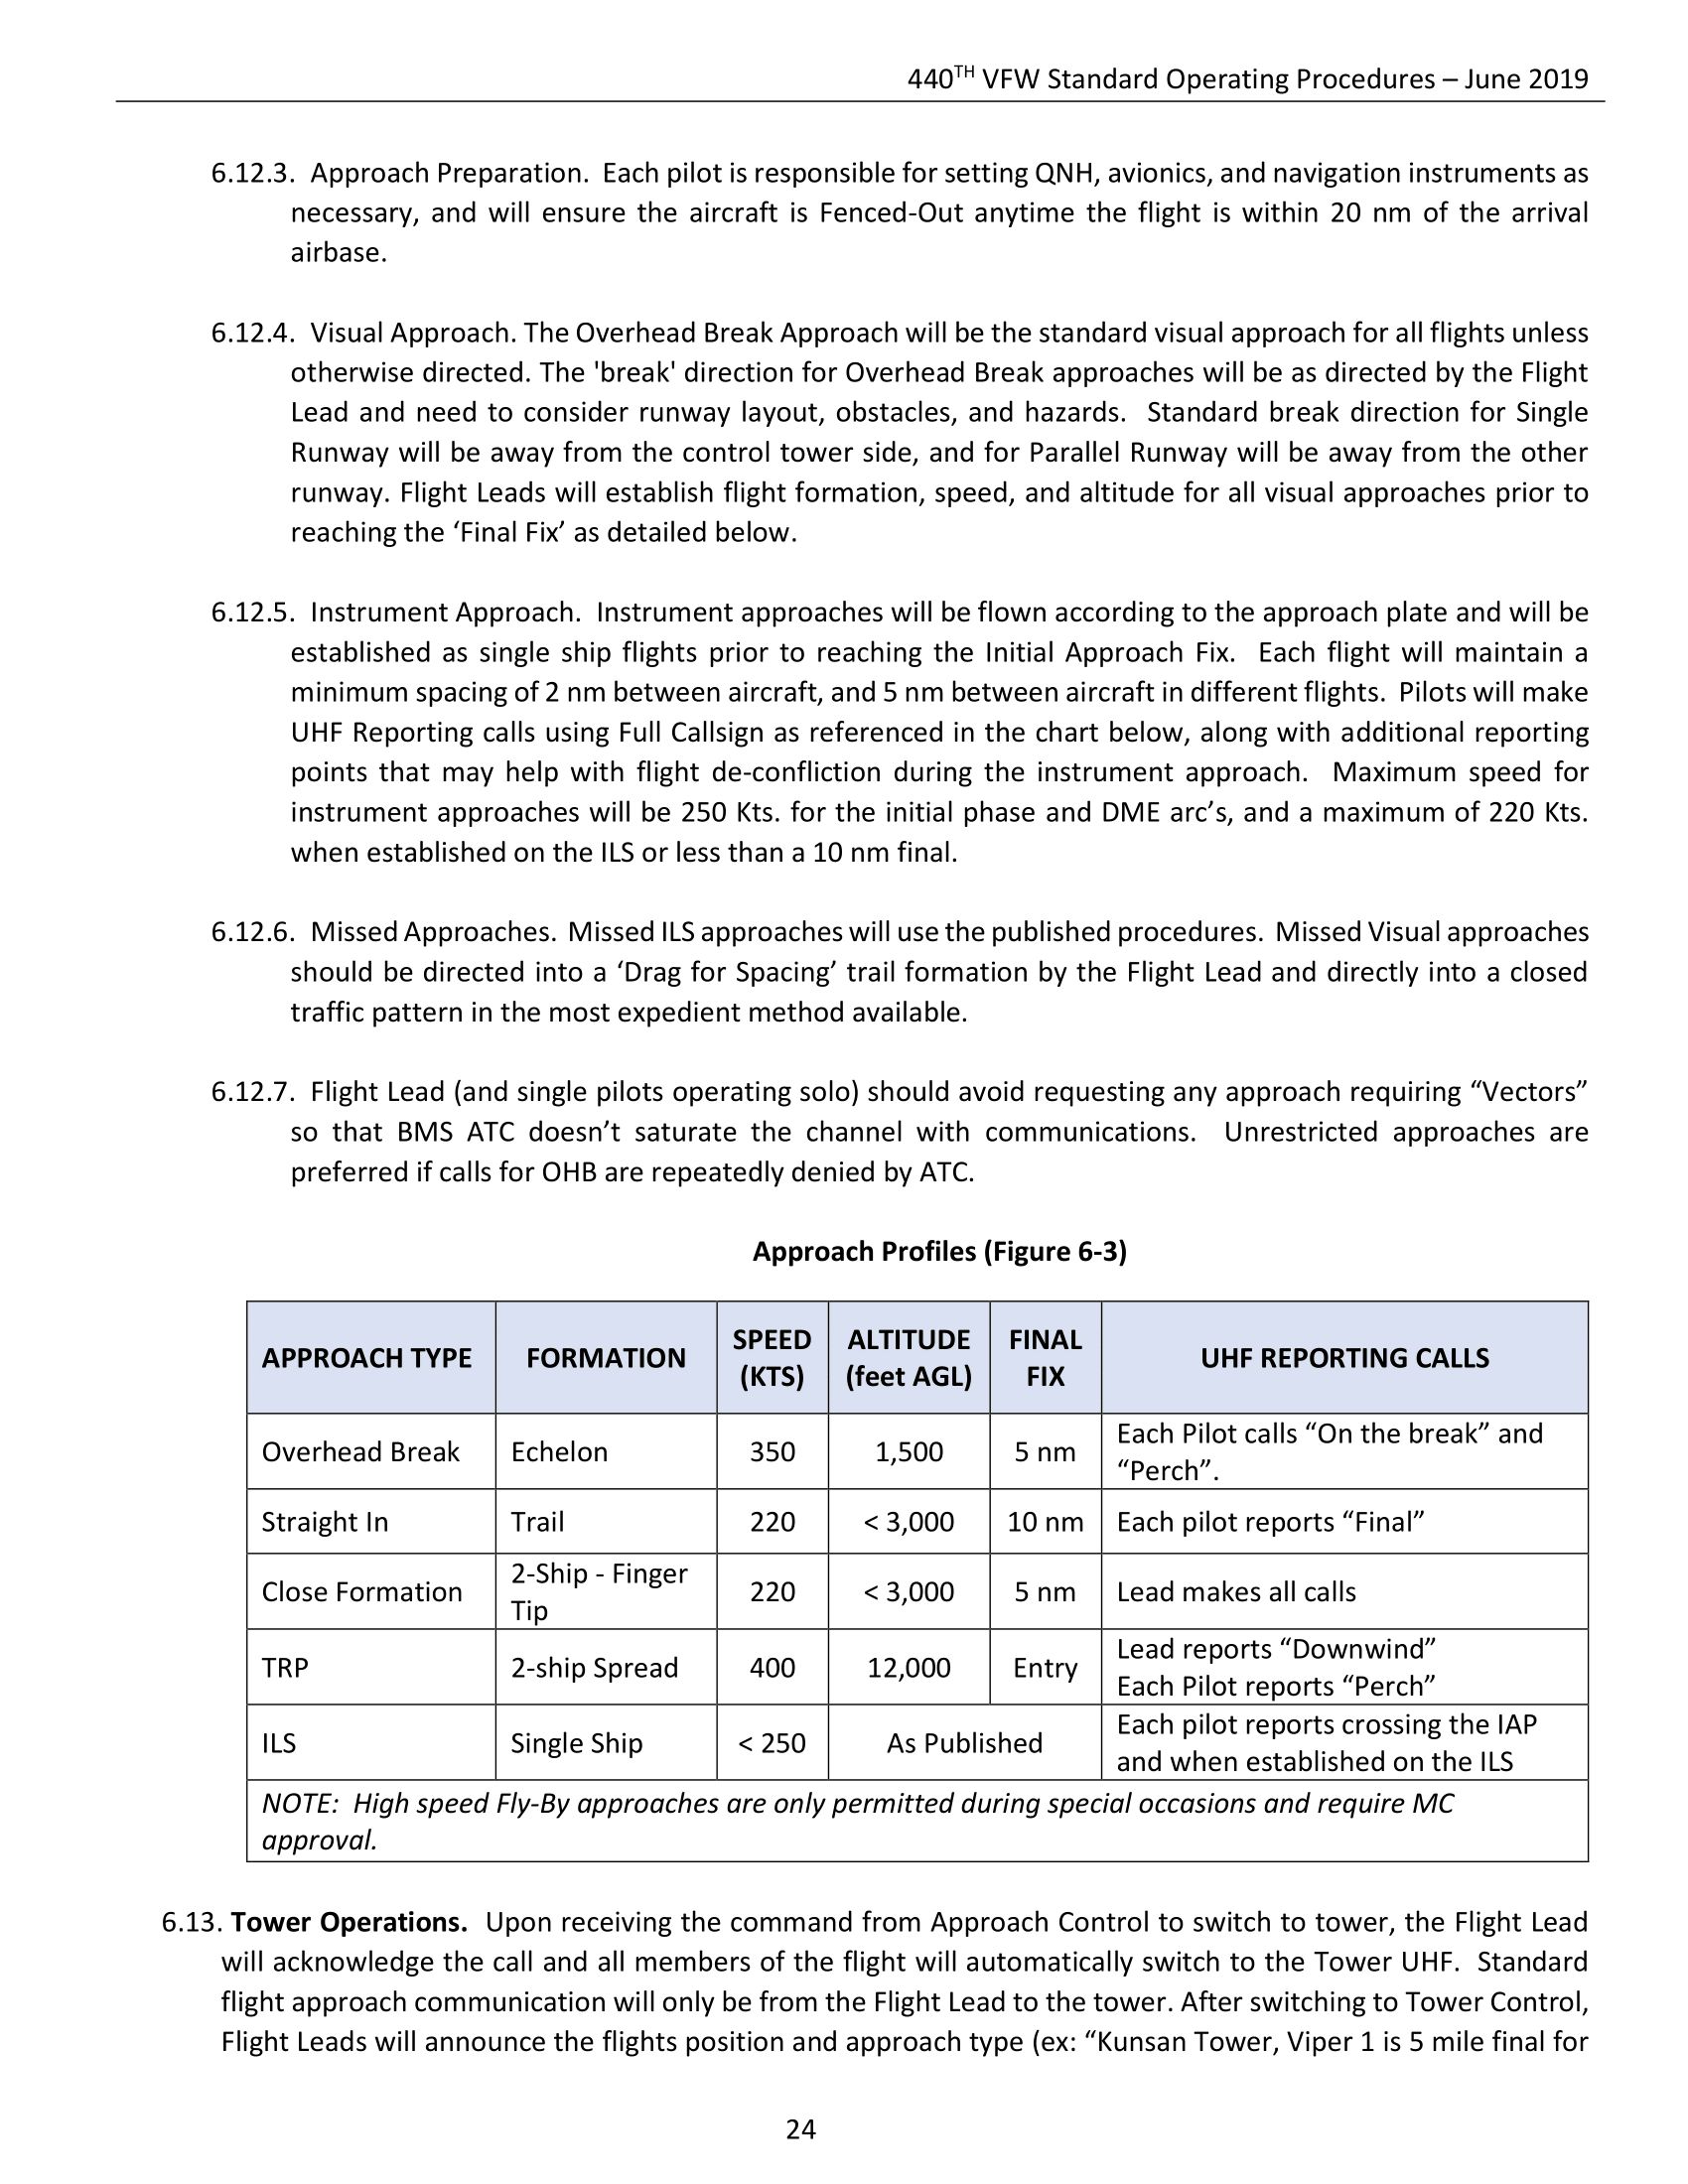 440TH VFW Standard Operating Procedures – June 2019
6.12.3. Approach Preparation. Each pilot is responsible for setting QNH, avionics, and navigation instruments as
necessary, and will ensure the aircraft is Fenced-Out anytime the flight is within 20 nm of the arrival
airbase.
6.12.4. Visual Approach. The Overhead Break Approach will be the standard visual approach for all flights unless
otherwise directed. The 'break' direction for Overhead Break approaches will be as directed by the Flight
Lead and need to consider runway layout, obstacles, and hazards. Standard break direction for Single
Runway will be away from the control tower side, and for Parallel Runway will be away from the other
runway. Flight Leads will establish flight formation, speed, and altitude for all visual approaches prior to
reaching the ‘Final Fix’ as detailed below.
6.12.5. Instrument Approach. Instrument approaches will be flown according to the approach plate and will be
established as single ship flights prior to reaching the Initial Approach Fix. Each flight will maintain a
minimum spacing of 2 nm between aircraft, and 5 nm between aircraft in different flights. Pilots will make
UHF Reporting calls using Full Callsign as referenced in the chart below, along with additional reporting
points that may help with flight de-confliction during the instrument approach. Maximum speed for
instrument approaches will be 250 Kts. for the initial phase and DME arc’s, and a maximum of 220 Kts.
when established on the ILS or less than a 10 nm final.
6.12.6. Missed Approaches. Missed ILS approaches will use the published procedures. Missed Visual approaches
should be directed into a ‘Drag for Spacing’ trail formation by the Flight Lead and directly into a closed
traffic pattern in the most expedient method available.
6.12.7. Flight Lead (and single pilots operating solo) should avoid requesting any approach requiring “Vectors”
so that BMS ATC doesn’t saturate the channel with communications. Unrestricted approaches are
preferred if calls for OHB are repeatedly denied by ATC.
Approach Profiles (Figure 6-3)
APPROACH TYPE FORMATION SPEED (KTS) ALTITUDE (feet AGL) FINAL FIX UHF REPORTING CALLS
Overhead Break Echelon 350 1,500 5 nm Each Pilot calls “On the break” and
“Perch”.
Straight In Trail 220 < 3,000 10 nm Each pilot reports “Final”
Close Formation 2-Ship - Finger Tip 220 < 3,000 5 nm Lead makes all calls
TRP 2-ship Spread 400 12,000 Entry Lead reports “Downwind”
Each Pilot reports “Perch”
ILS Single Ship < 250 As Published Each pilot reports crossing the IAP
and when established on the ILS
NOTE: High speed Fly-By approaches are only permitted during special occasions and require MC
approval.
6.13. Tower Operations. Upon receiving the command from Approach Control to switch to tower, the Flight Lead
will acknowledge the call and all members of the flight will automatically switch to the Tower UHF. Standard
flight approach communication will only be from the Flight Lead to the tower. After switching to Tower Control,
Flight Leads will announce the flights position and approach type (ex: “Kunsan Tower, Viper 1 is 5 mile final for
24